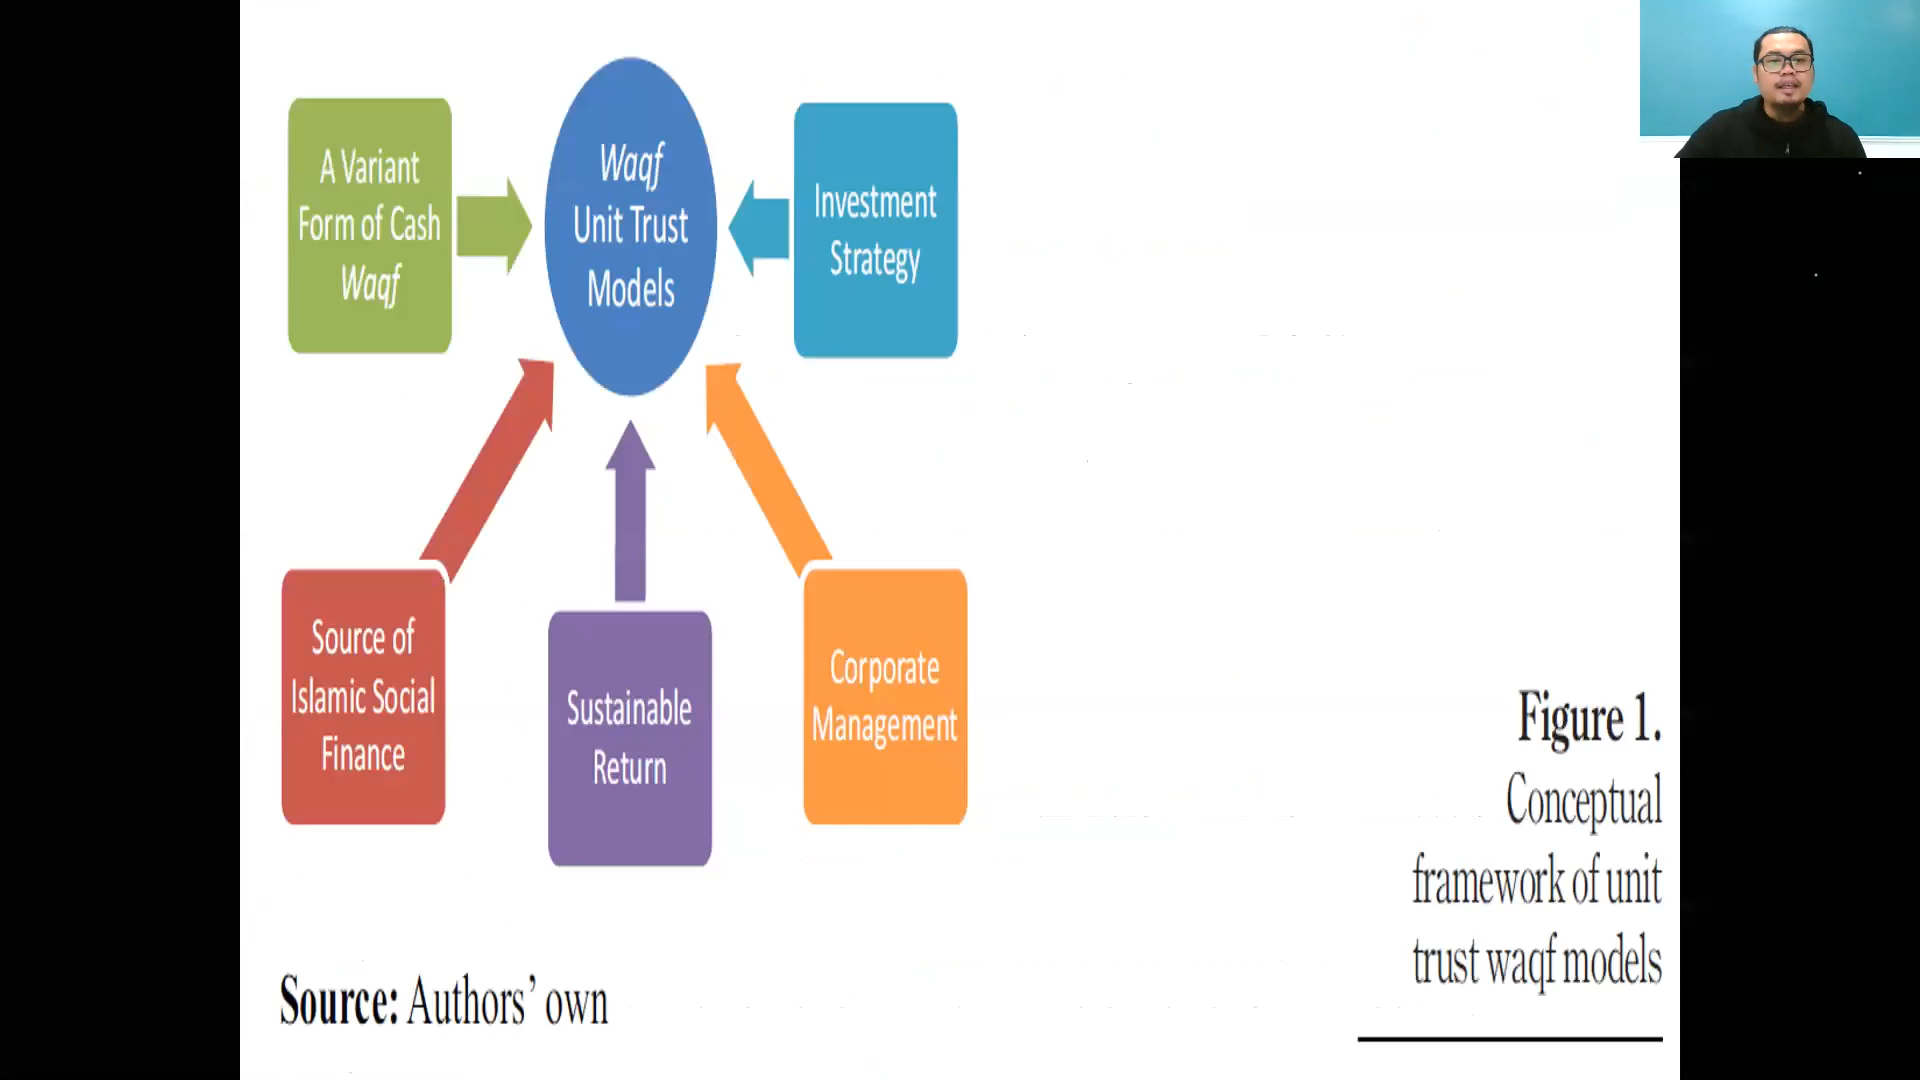 A Variant
Form of Cash
Waqf
Waqf
Unit Trust
Models
Investment
Strategy
Source of
Islamic Social
Finance
Sustainable
Return
Corporate
Management
Figure 1.
Conceptual
framework of unit
trust waqf models
Source: Authors’ own